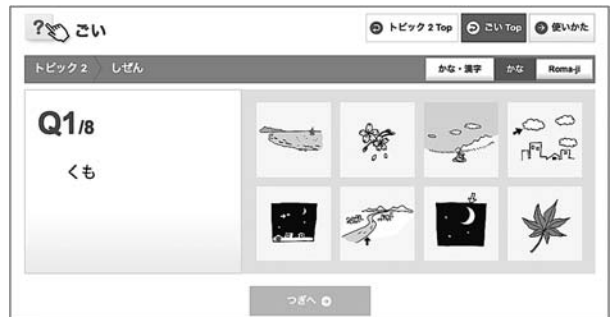 ? ごい
トピック 2 Top ごい Top 使いかた
トピック 2 しぜん
かな・漢字 かな Roma-ji
Q1/8
くも
つぎへ